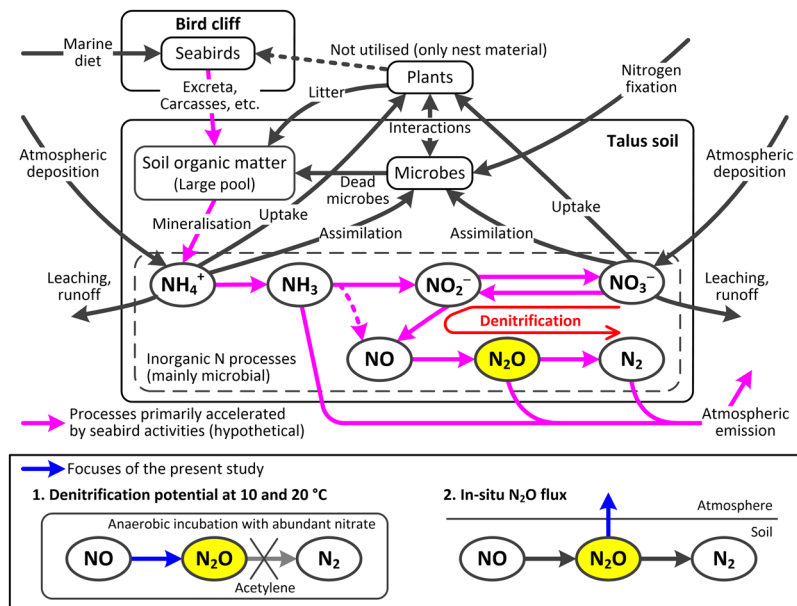 Bird cliff
Marine
diet
Seabirds
Not utilised (only nest material)
Plants
Nitrogen
fixation
Excreta,
Carcasses, etc.
Litter
Interactions
Talus soil
Atmospheric
deposition
Soil organic matter
(Large pool)
Dead
microbes
Microbes
Atmospheric
deposition
Mineralisation
Uptake
Uptake
Assimilation
Assimilation
Leaching,
runoff
NH₄⁺
NH₃
NO₂⁻
NO₃⁻
Leaching,
runoff
Denitrification
Inorganic N processes
(mainly microbial)
NO
N₂O
N₂
Processes primarily accelerated
by seabird activities (hypothetical)
Atmospheric
emission
Focuses of the present study
1. Denitrification potential at 10 and 20 °C
Anaerobic incubation with abundant nitrate
NO
N₂O
N₂
Acetylene
2. In-situ N₂O flux
Atmosphere
Soil
NO
N₂O
N₂